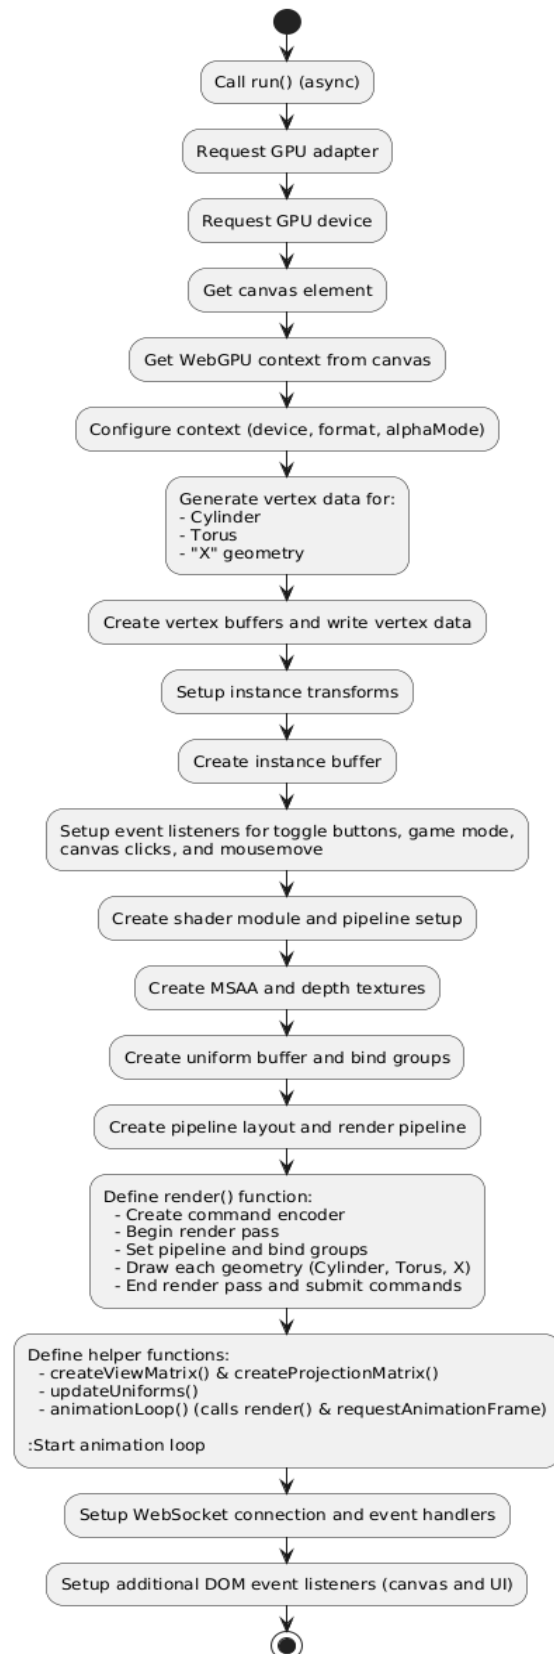 Call run() (async)
Request GPU adapter
Request GPU device
Get canvas element
Get WebGPU context from canvas
Configure context (device, format, alphaMode)
Generate vertex data for:
- Cylinder
- Torus
- "X" geometry
Create vertex buffers and write vertex data
Setup instance transforms
Create instance buffer
Setup event listeners for toggle buttons, game mode,
canvas clicks, and mousemove
Create shader module and pipeline setup
Create MSAA and depth textures
Create uniform buffer and bind groups
Create pipeline layout and render pipeline
Define render() function:
- Create command encoder
- Begin render pass
- Set pipeline and bind groups
- Draw each geometry (Cylinder, Torus, X)
- End render pass and submit commands
Define helper functions:
- createViewMatrix() & createProjectionMatrix()
- updateUniforms()
- animationLoop() (calls render() & requestAnimationFrame)
:Start animation loop
Setup WebSocket connection and event handlers
Setup additional DOM event listeners (canvas and UI)